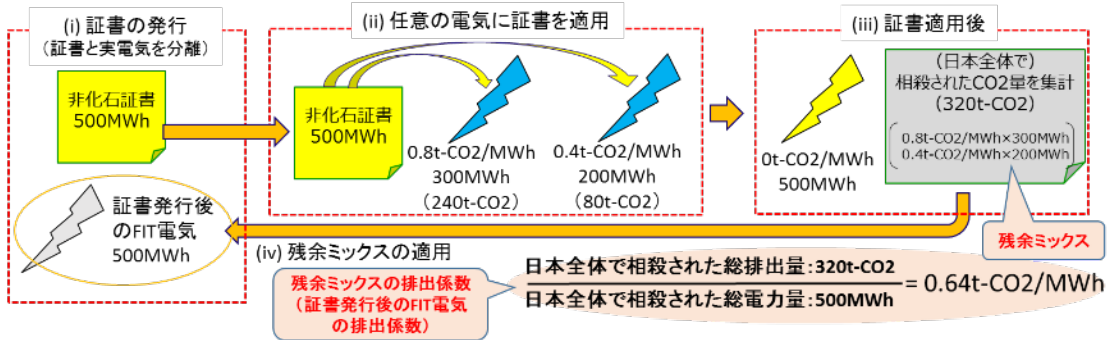 (i) 証書の発行
（証書と実電気を分離）
非化石証書
500MWh
証書発行後
のFIT電気
500MWh
(ii) 任意の電気に証書を適用
非化石証書
500MWh
0.8t-CO2/MWh
300MWh
（240t-CO2）
0.4t-CO2/MWh
200MWh
（80t-CO2）
(iii) 証書適用後
0t-CO2/MWh
500MWh
（日本全体で）
相殺されたCO2量を集計
（320t-CO2）
0.8t-CO2/MWh×300MWh
0.4t-CO2/MWh×200MWh
残余ミックス
(iv) 残余ミックスの適用
残余ミックスの排出係数
（証書発行後のFIT電気
の排出係数）
日本全体で相殺された総排出量：320t-CO2
日本全体で相殺された総電力量：500MWh
= 0.64t-CO2/MWh